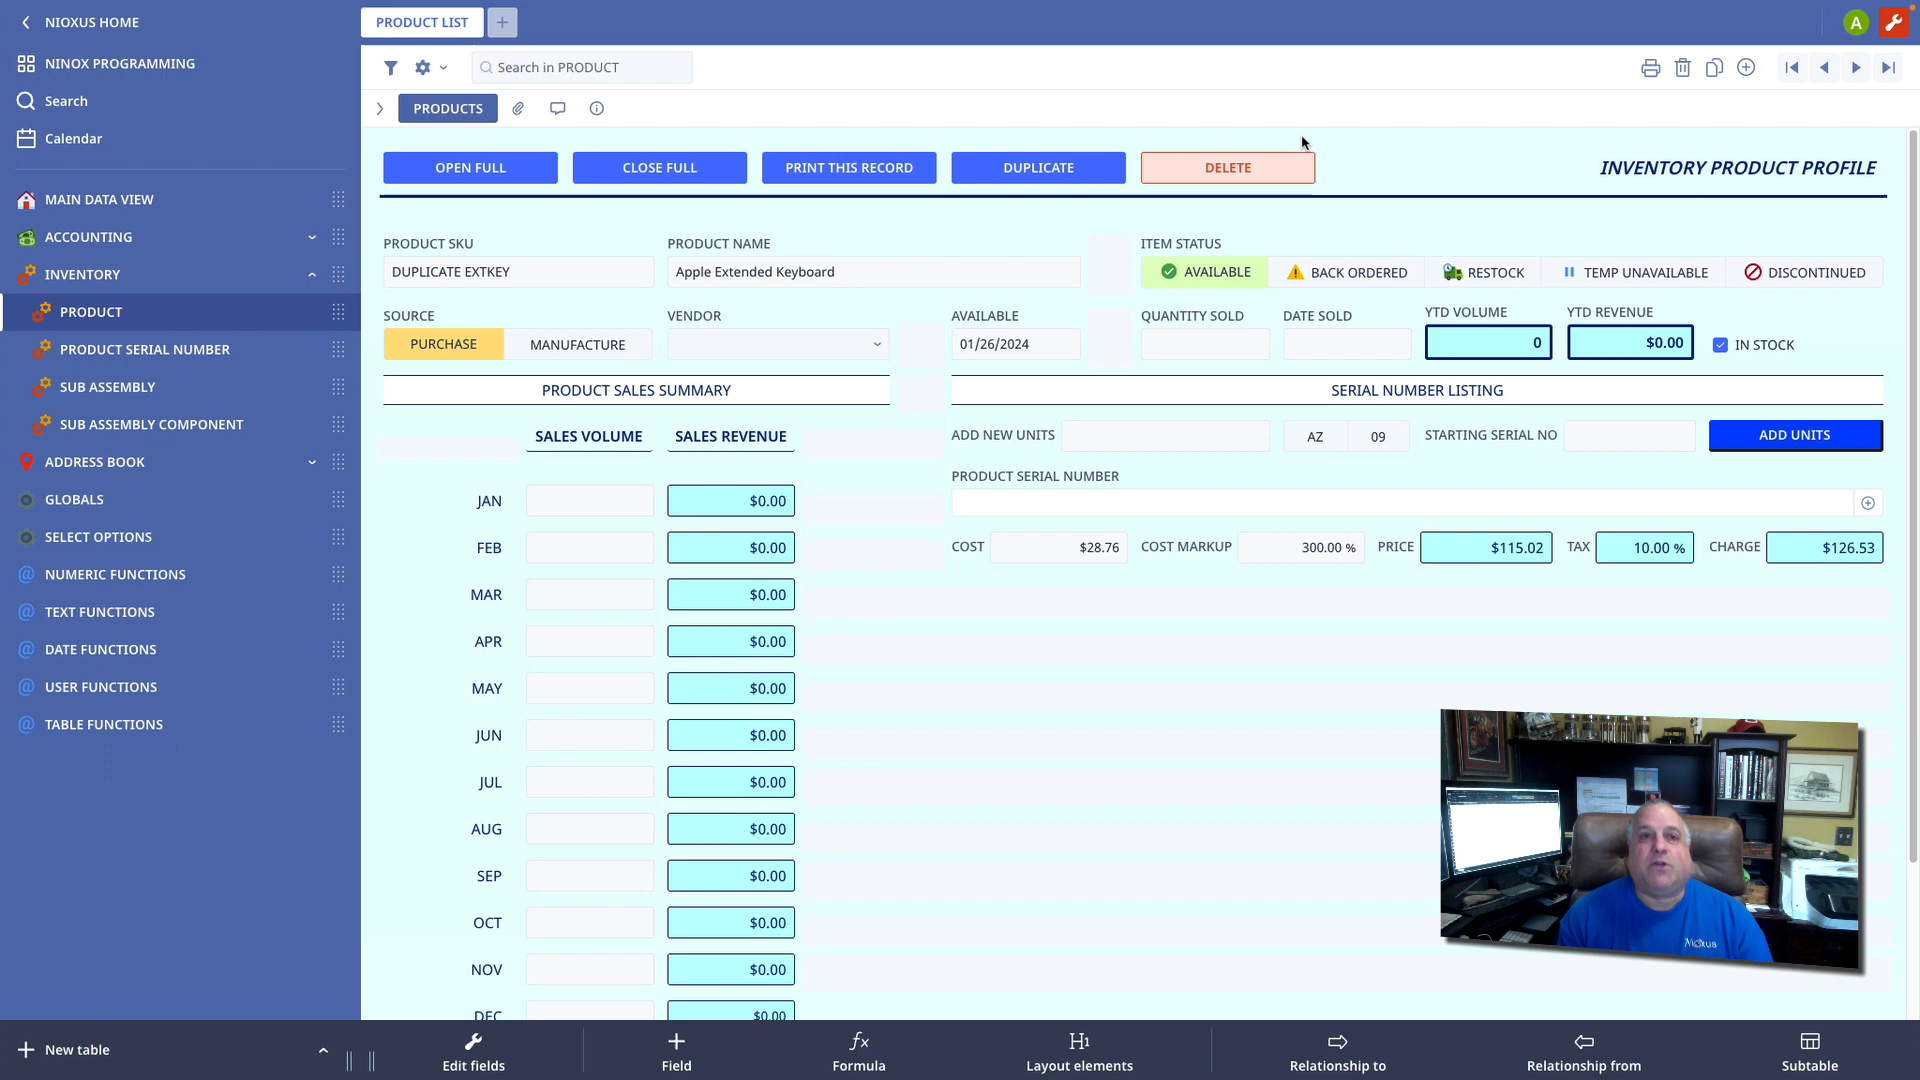 NIOXUS HOME
PRODUCT LIST
A
NINOX PROGRAMMING
Search in PRODUCT
Search
PRODUCTS
Calendar
OPEN FULL
CLOSE FULL
PRINT THIS RECORD
DUPLICATE
DELETE
INVENTORY PRODUCT PROFILE
MAIN DATA VIEW
ACCOUNTING
INVENTORY
PRODUCT
PRODUCT SERIAL NUMBER
SUB ASSEMBLY
SUB ASSEMBLY COMPONENT
ADDRESS BOOK
GLOBALS
SELECT OPTIONS
@ NUMERIC FUNCTIONS
@ TEXT FUNCTIONS
@ DATE FUNCTIONS
@ USER FUNCTIONS
@ TABLE FUNCTIONS
PRODUCT SKU
PRODUCT NAME
ITEM STATUS
DUPLICATE EXTKEY
Apple Extended Keyboard
AVAILABLE
BACK ORDERED
RESTOCK
TEMP UNAVAILABLE
DISCONTINUED
SOURCE
VENDOR
AVAILABLE
QUANTITY SOLD
DATE SOLD
YTD VOLUME
YTD REVENUE
PURCHASE
MANUFACTURE
01/26/2024
0
$0.00
IN STOCK
PRODUCT SALES SUMMARY
SERIAL NUMBER LISTING
SALES VOLUME
SALES REVENUE
ADD NEW UNITS
AZ
09
STARTING SERIAL NO
ADD UNITS
PRODUCT SERIAL NUMBER
COST
$28.76
COST MARKUP
300.00 %
PRICE
$115.02
TAX
10.00 %
CHARGE
$126.53
JAN $0.00
FEB $0.00
MAR $0.00
APR $0.00
MAY $0.00
JUN $0.00
JUL $0.00
AUG $0.00
SEP $0.00
OCT $0.00
NOV $0.00
DEC $0.00
Nioxus
New table
Edit fields
Field
fx
Formula
H1
Layout elements
Relationship to
Relationship from
Subtable